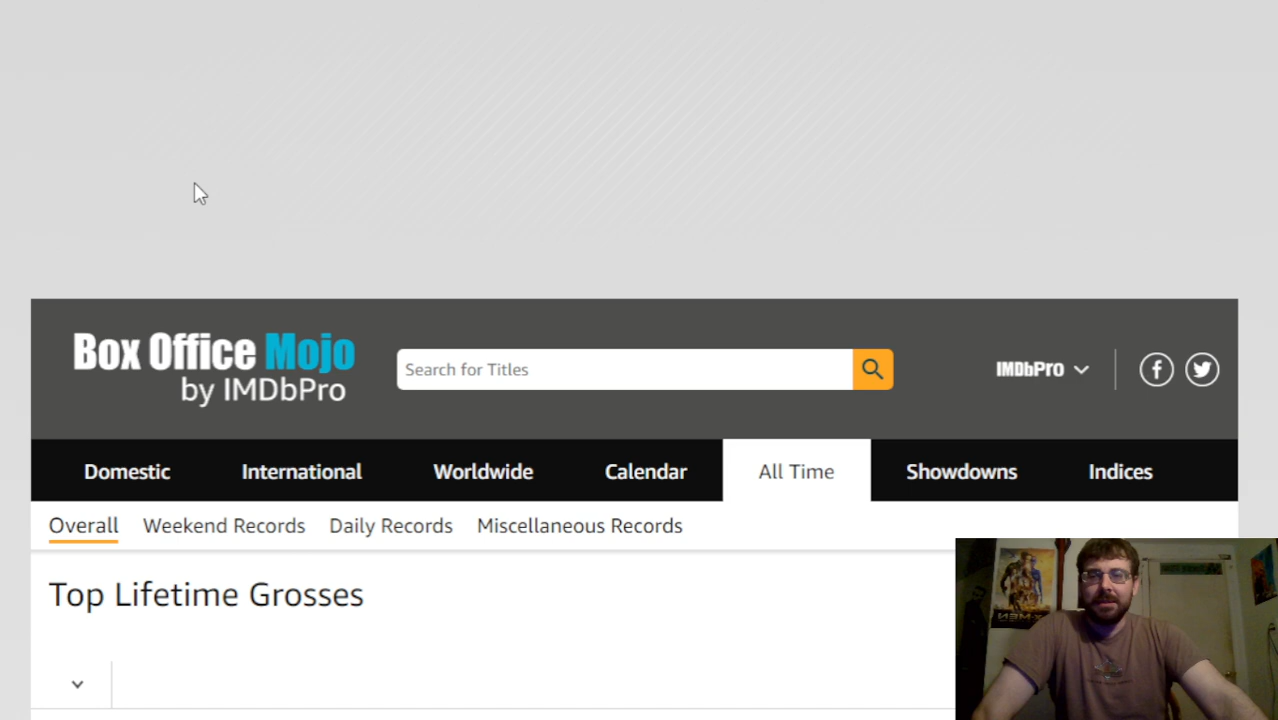 Box Office Mojo
by IMDbPro
Search for Titles
IMDbPro
Domestic
International
Worldwide
Calendar
All Time
Showdowns
Indices
Overall
Weekend Records
Daily Records
Miscellaneous Records
Top Lifetime Grosses
X-MEN